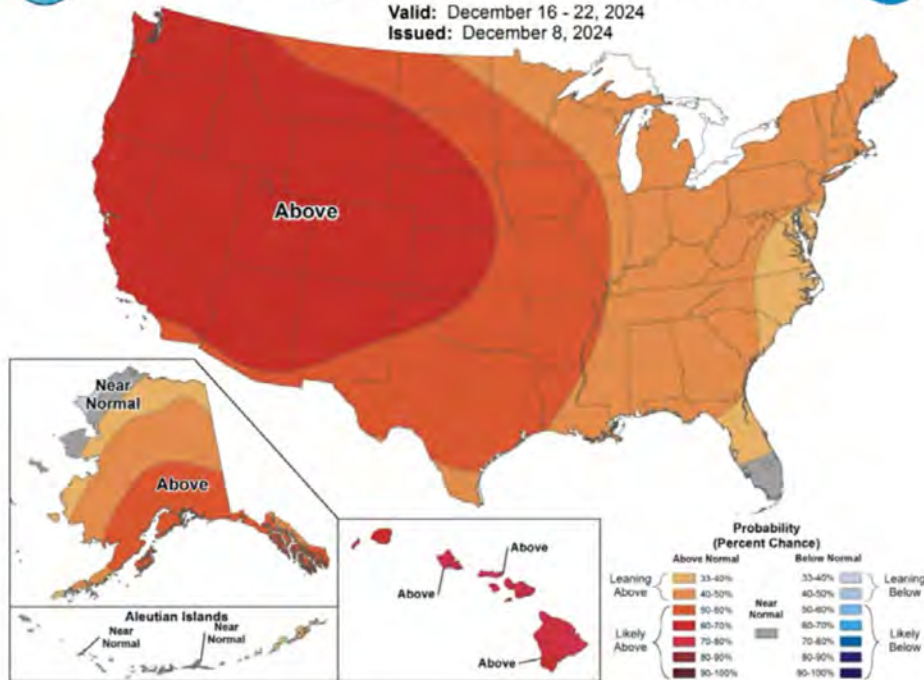 Valid: December 16 - 22, 2024
Issued: December 8, 2024
Above
Near
Normal
Above
Aleutian Islands
Near
Normal
Near
Normal
Above
Above
Above
Probability
(Percent Chance)
Above Normal
Below Normal
Leaning
Above
33-40%
40-50%
50-60%
60-70%
70-80%
80-90%
90-100%
Likely
Above
Near
Normal
33-40%
40-50%
50-60%
60-70%
70-80%
80-90%
90-100%
Leaning
Below
Likely
Below